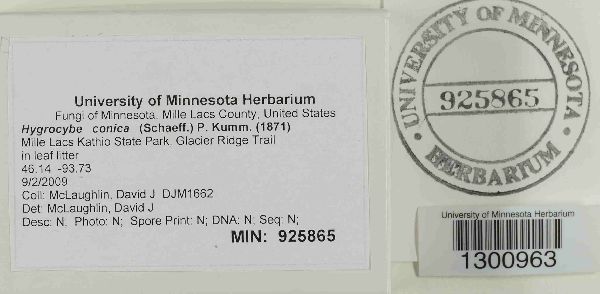 University of Minnesota Herbarium
Fungi of Minnesota, Mille Lacs County, United States
Hygrocybe conica (Schaeff.) P. Kumm. (1871)
Mille Lacs Kathio State Park, Glacier Ridge Trail
in leaf litter
46.14 -93.73
9/2/2009
Coll: McLaughlin, David J DJM1662
Det: McLaughlin, David J
Desc: N. Photo: N; Spore Print: N; DNA: N; Seq: N;
MIN: 925865
UNIVERSITY OF MINNESOTA
925865
HERBARIUM
University of Minnesota Herbarium
1300963